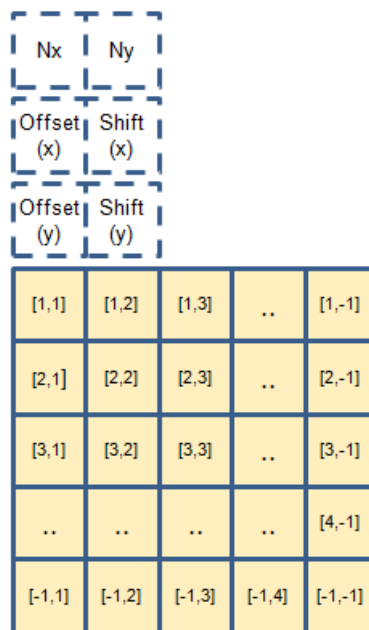 Nx Ny
Offset Shift
(x) (x)
Offset Shift
(y) (y)
[1,1] [1,2] [1,3] .. [1,-1]
[2,1] [2,2] [2,3] .. [2,-1]
[3,1] [3,2] [3,3] .. [3,-1]
.. .. .. .. [4,-1]
[-1,1] [-1,2] [-1,3] [-1,4] [-1,-1]